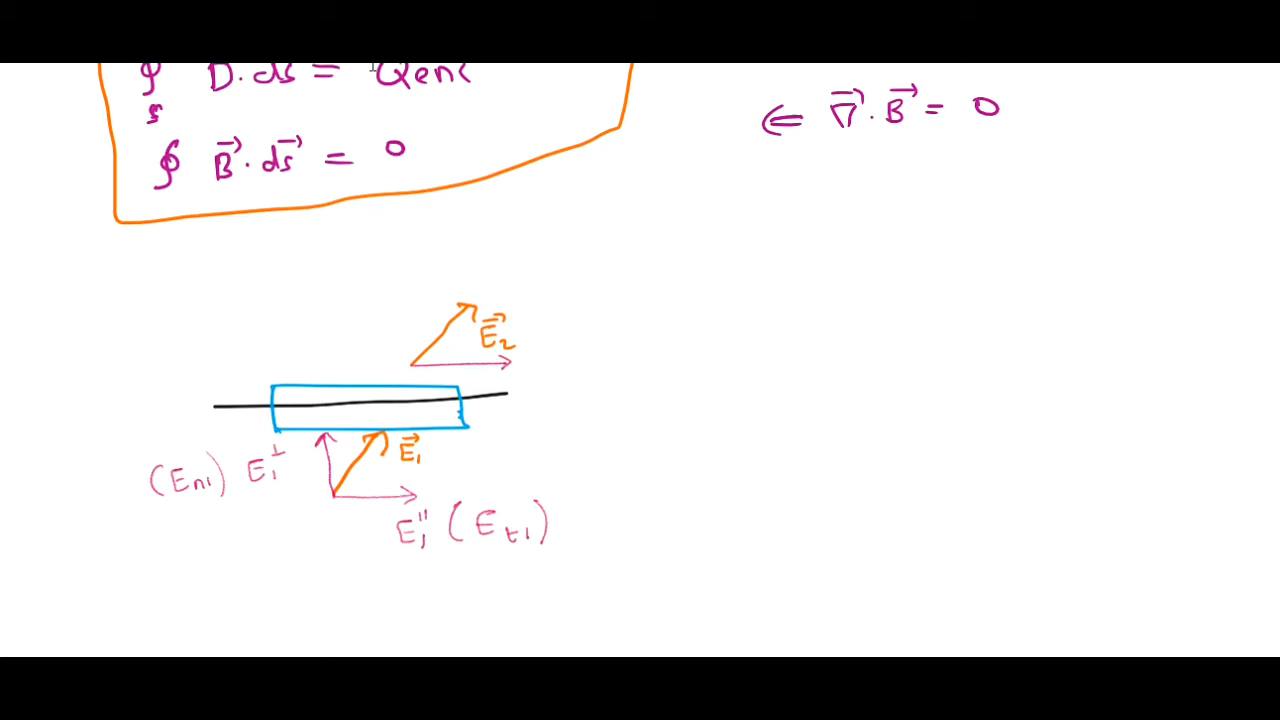 ∮ D · ds = Qenc
s
∮ B⃗ · ds⃗ = 0
⇐ ∇⃗ · B⃗ = 0
E⃗₂
E⃗₁
(En1) E₁^⊥
E₁^∥ (Et1)